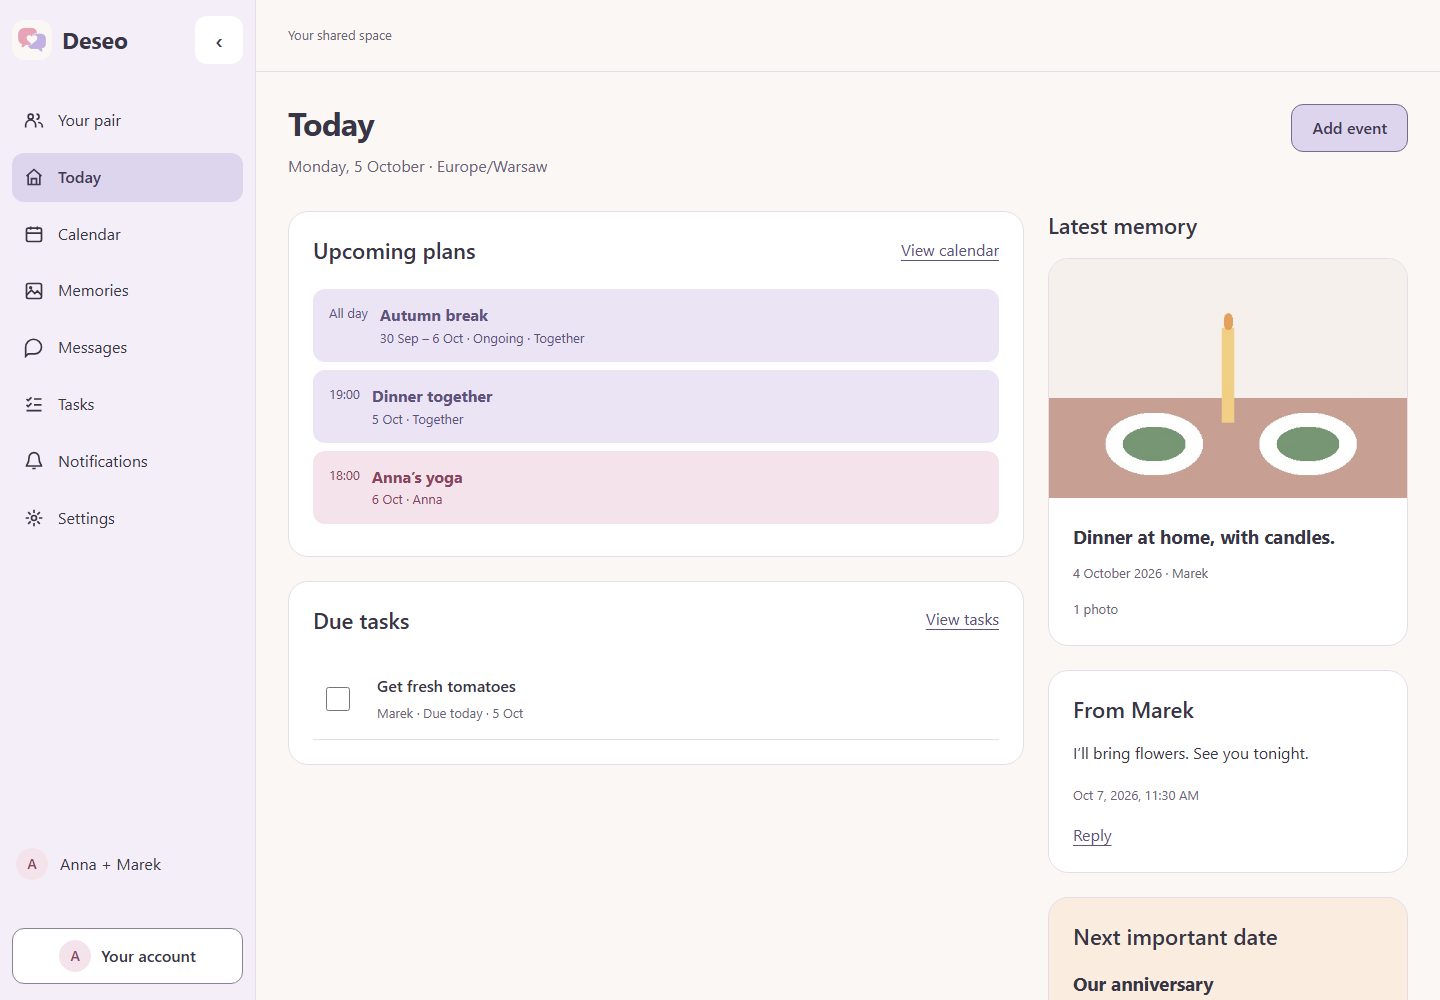 Deseo
‹
Your pair
Today
Calendar
Memories
Messages
Tasks
Notifications
Settings
A Anna + Marek
A Your account
Your shared space
Today
Monday, 5 October · Europe/Warsaw
Add event
Upcoming plans
View calendar
All day Autumn break
30 Sep – 6 Oct · Ongoing · Together
19:00 Dinner together
5 Oct · Together
18:00 Anna’s yoga
6 Oct · Anna
Due tasks
View tasks
Get fresh tomatoes
Marek · Due today · 5 Oct
Latest memory
Dinner at home, with candles.
4 October 2026 · Marek
1 photo
From Marek
I’ll bring flowers. See you tonight.
Oct 7, 2026, 11:30 AM
Reply
Next important date
Our anniversary